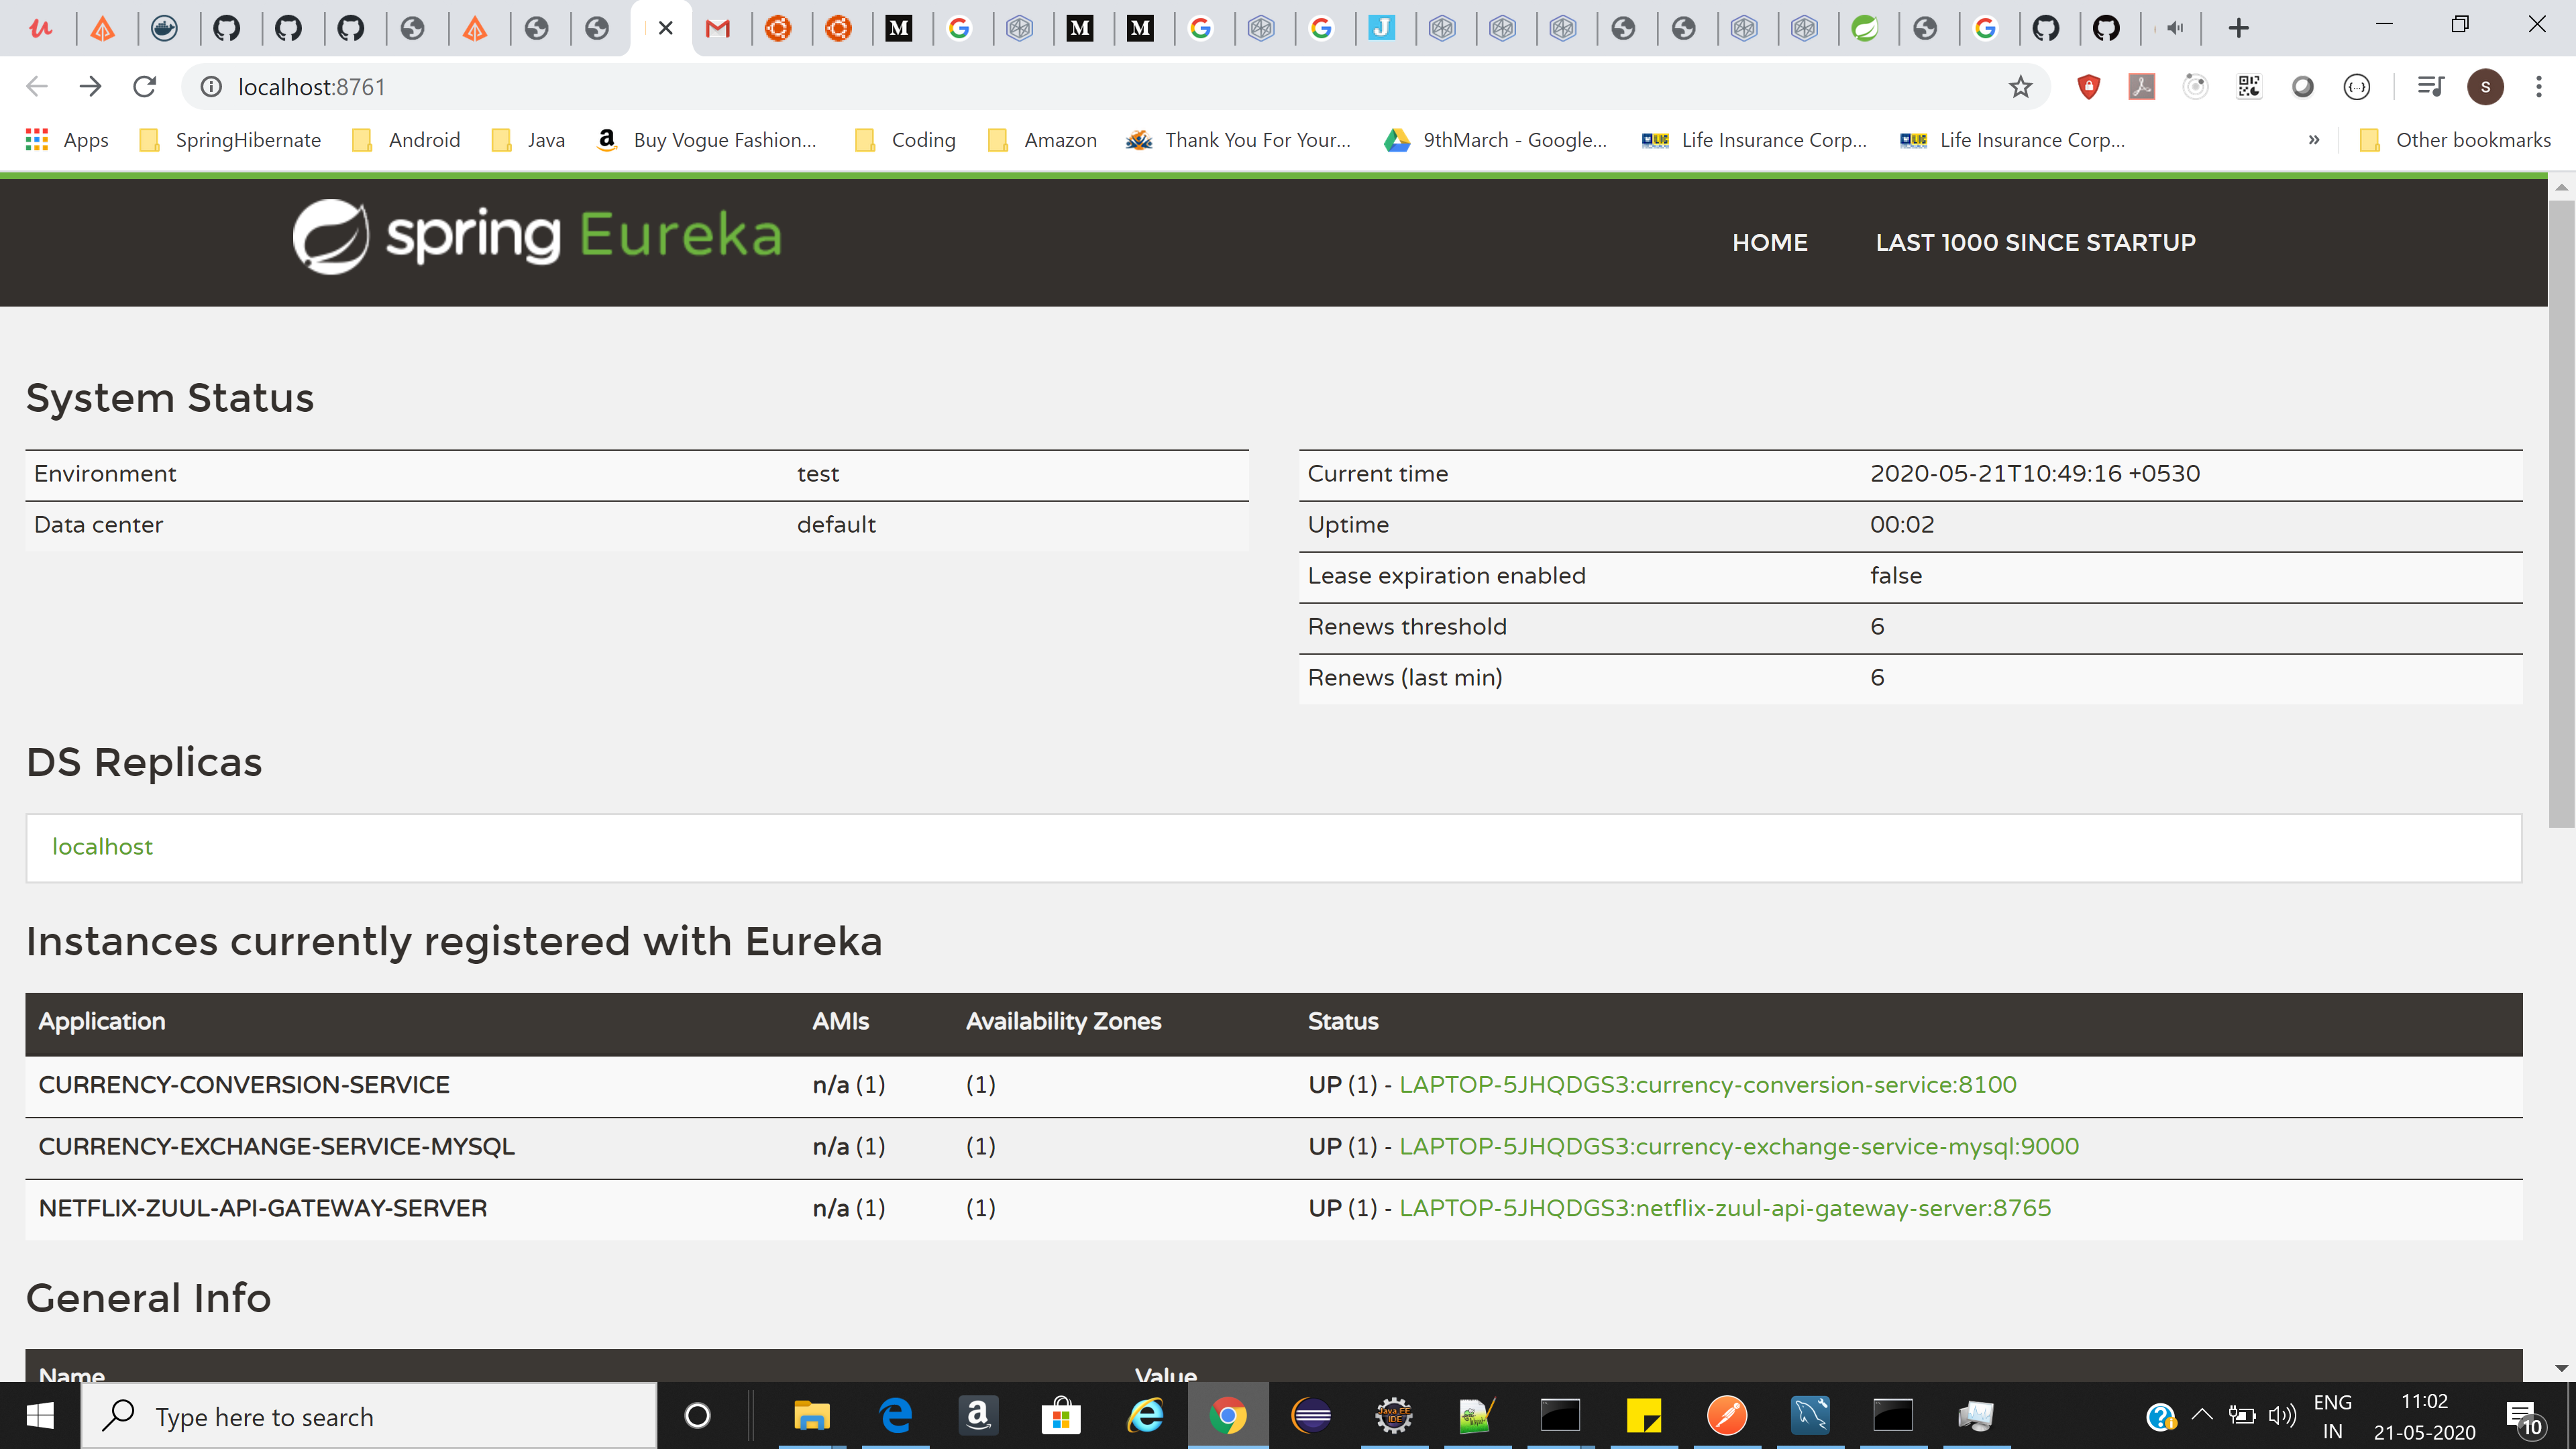 localhost:8761
Apps SpringHibernate Android Java Buy Vogue Fashion... Coding Amazon Thank You For Your... 9thMarch - Google... Life Insurance Corp... Life Insurance Corp... » Other bookmarks
spring Eureka HOME LAST 1000 SINCE STARTUP
System Status
Environment test
Data center default
Current time 2020-05-21T10:49:16 +0530
Uptime 00:02
Lease expiration enabled false
Renews threshold 6
Renews (last min) 6
DS Replicas
localhost
Instances currently registered with Eureka
Application AMIs Availability Zones Status
CURRENCY-CONVERSION-SERVICE n/a (1) (1) UP (1) - LAPTOP-5JHQDGS3:currency-conversion-service:8100
CURRENCY-EXCHANGE-SERVICE-MYSQL n/a (1) (1) UP (1) - LAPTOP-5JHQDGS3:currency-exchange-service-mysql:9000
NETFLIX-ZUUL-API-GATEWAY-SERVER n/a (1) (1) UP (1) - LAPTOP-5JHQDGS3:netflix-zuul-api-gateway-server:8765
General Info
Name Value
Type here to search
ENG
IN
11:02
21-05-2020
10